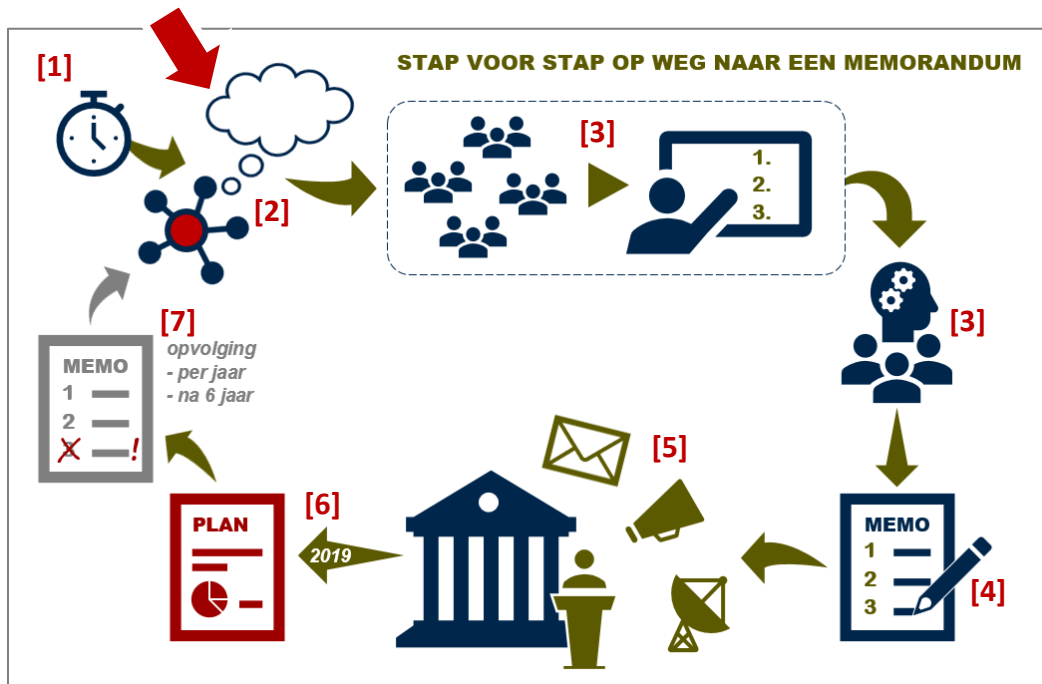 STAP VOOR STAP OP WEG NAAR EEN MEMORANDUM
[1]
[2]
[3]
1.
2.
3.
[3]
MEMO
1
2
3
[4]
[5]
[6]
2019
PLAN
[7]
opvolging
- per jaar
- na 6 jaar
MEMO
1
2
3 !